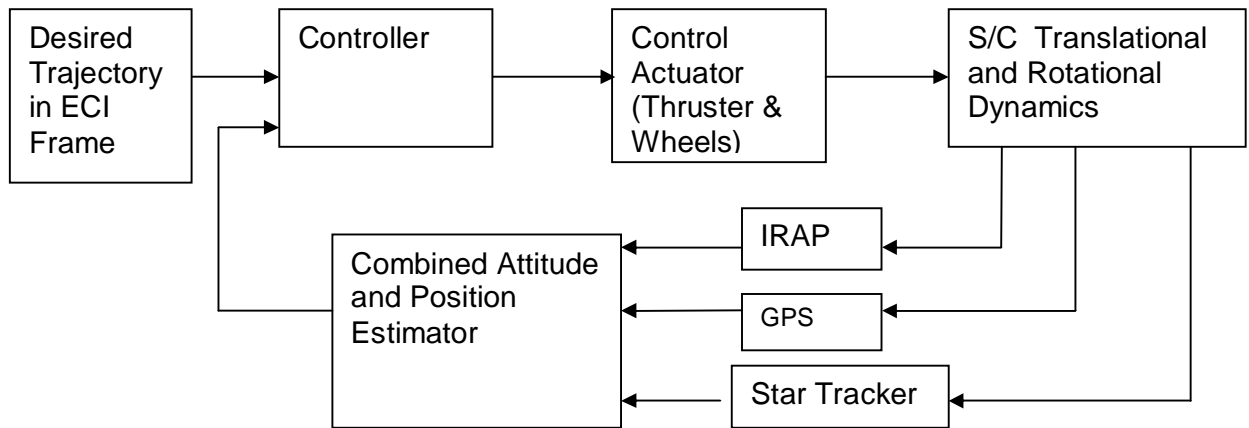 Desired
Trajectory
in ECI
Frame
Controller
Control
Actuator
(Thruster &
Wheels)
S/C Translational
and Rotational
Dynamics
IRAP
Combined Attitude
and Position
Estimator
GPS
Star Tracker